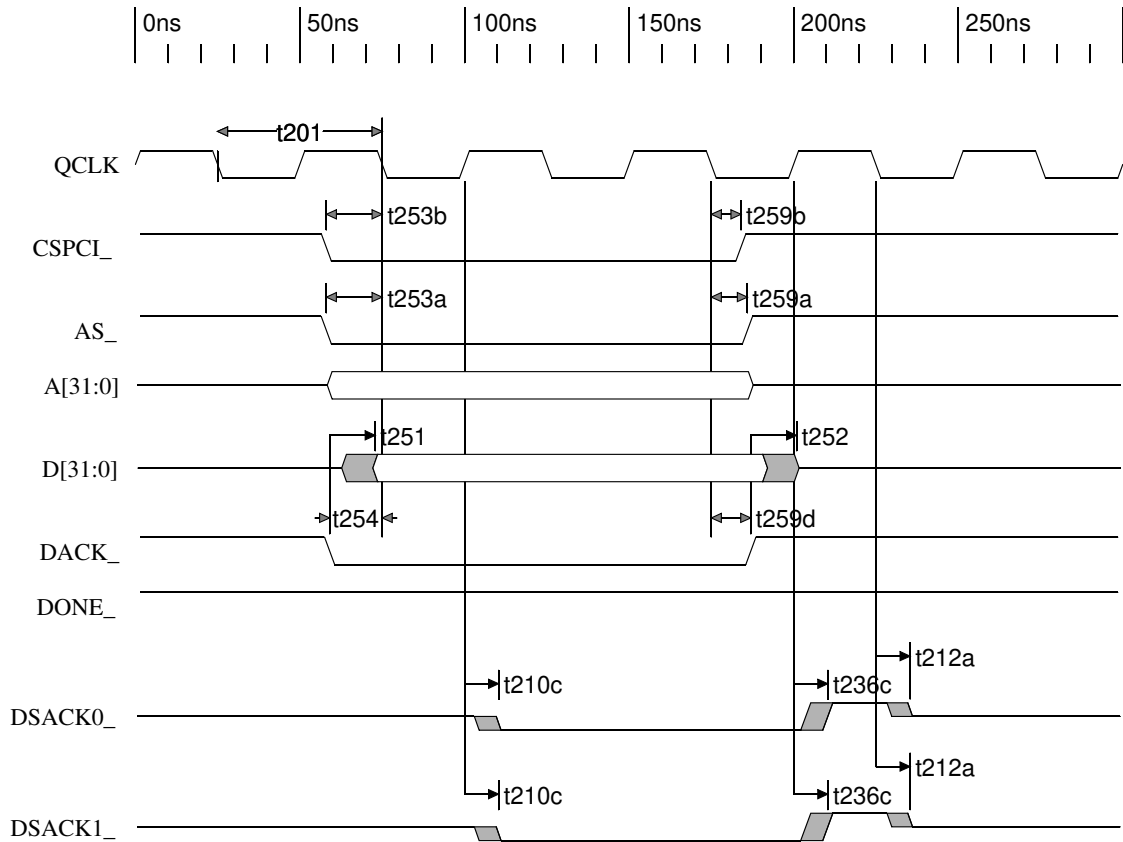 0ns 50ns 100ns 150ns 200ns 250ns
t201
QCLK
t253b t259b
CSPCI_
t253a t259a
AS_
A[31:0]
t251 t252
D[31:0]
t254 t259d
DACK_
DONE_
t212a
t210c t236c
DSACK0_
t212a
t210c t236c
DSACK1_